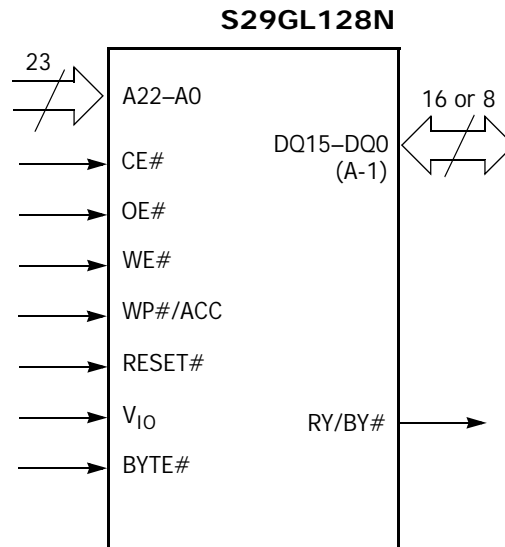 S29GL128N
23
A22–A0
16 or 8
DQ15–DQ0
(A-1)
CE#
OE#
WE#
WP#/ACC
RESET#
VIO
RY/BY#
BYTE#